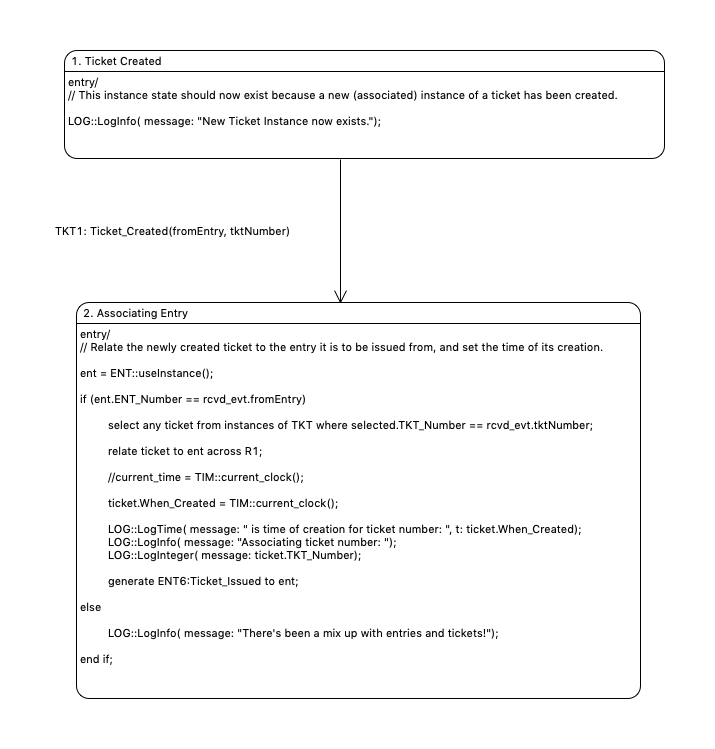 1. Ticket Created
entry/
// This instance state should now exist because a new (associated) instance of a ticket has been created.
LOG::LogInfo( message: "New Ticket Instance now exists.");
TKT1: Ticket_Created(fromEntry, tktNumber)
2. Associating Entry
entry/
// Relate the newly created ticket to the entry it is to be issued from, and set the time of its creation.
ent = ENT::useInstance();
if (ent.ENT_Number == rcvd_evt.fromEntry)
select any ticket from instances of TKT where selected.TKT_Number == rcvd_evt.tktNumber;
relate ticket to ent across R1;
//current_time = TIM::current_clock();
ticket.When_Created = TIM::current_clock();
LOG::LogTime( message: " is time of creation for ticket number: ", t: ticket.When_Created);
LOG::LogInfo( message: "Associating ticket number: ");
LOG::LogInteger( message: ticket.TKT_Number);
generate ENT6:Ticket_Issued to ent;
else
LOG::LogInfo( message: "There's been a mix up with entries and tickets!");
end if;